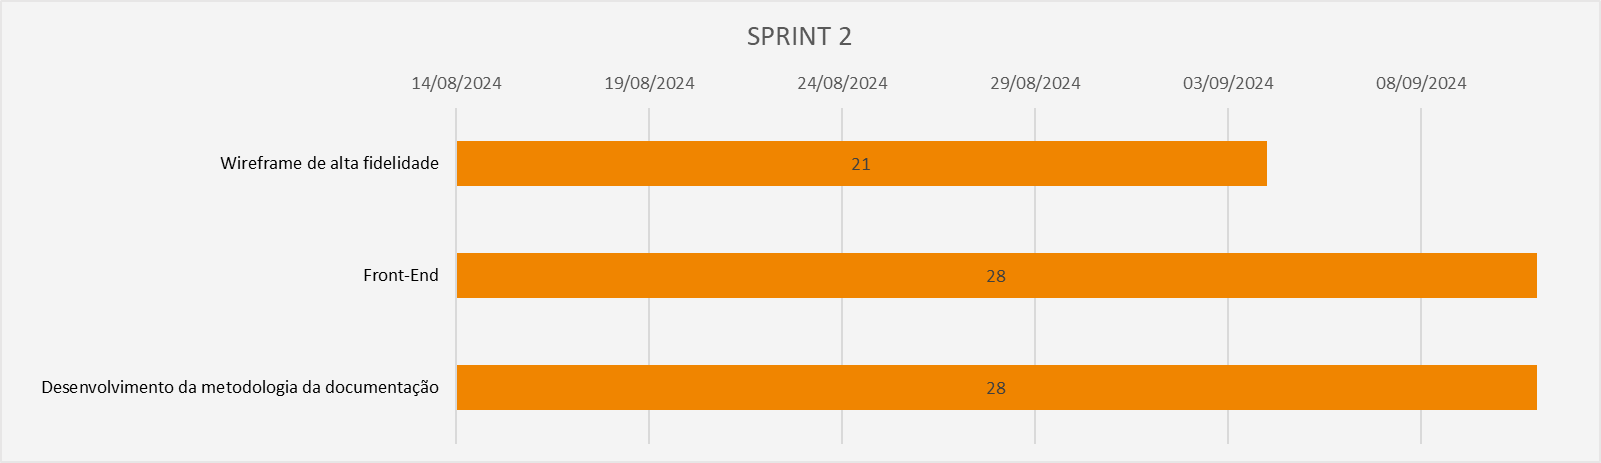 SPRINT 2
14/08/2024 19/08/2024 24/08/2024 29/08/2024 03/09/2024 08/09/2024
Wireframe de alta fidelidade 21
Front-End 28
Desenvolvimento da metodologia da documentação 28